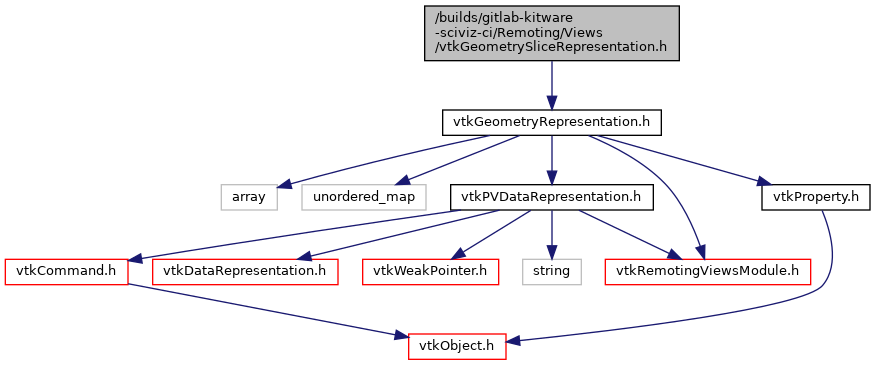 /builds/gitlab-kitware
-sciviz-ci/Remoting/Views
/vtkGeometrySliceRepresentation.h
vtkGeometryRepresentation.h
array
unordered_map
vtkPVDataRepresentation.h
vtkProperty.h
vtkCommand.h
vtkDataRepresentation.h
vtkWeakPointer.h
string
vtkRemotingViewsModule.h
vtkObject.h